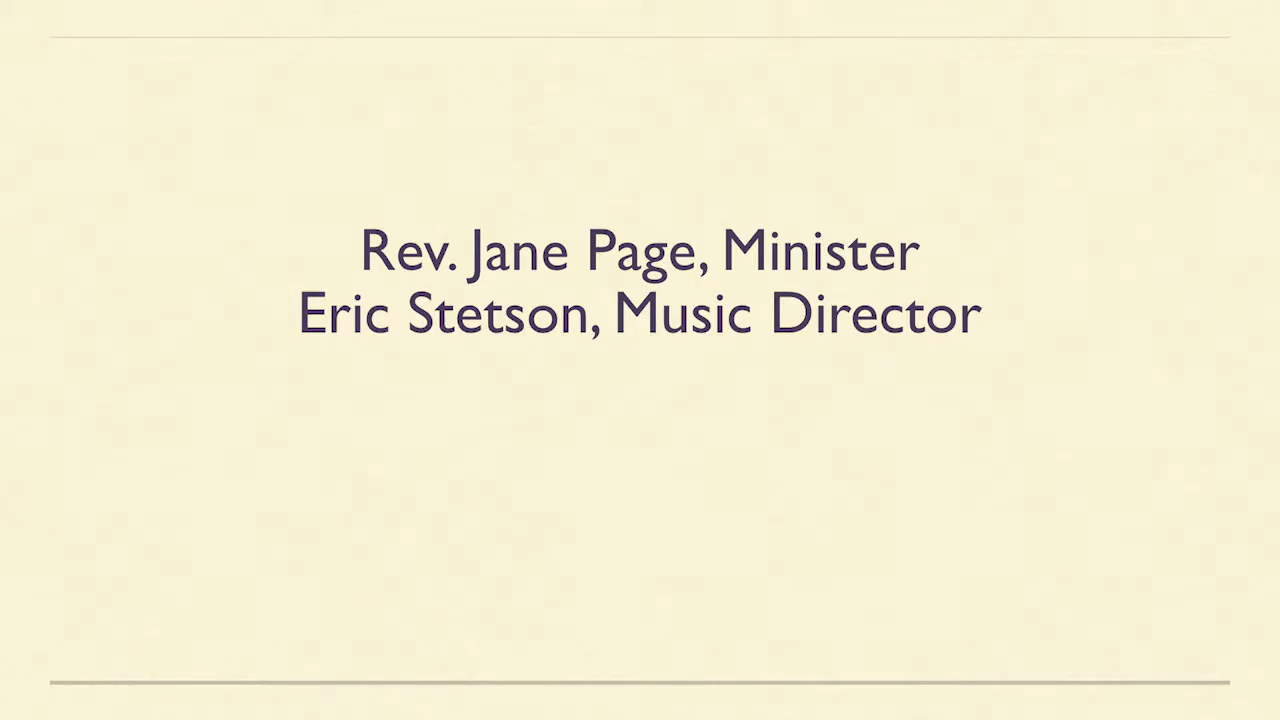 Rev. Jane Page, Minister
Eric Stetson, Music Director